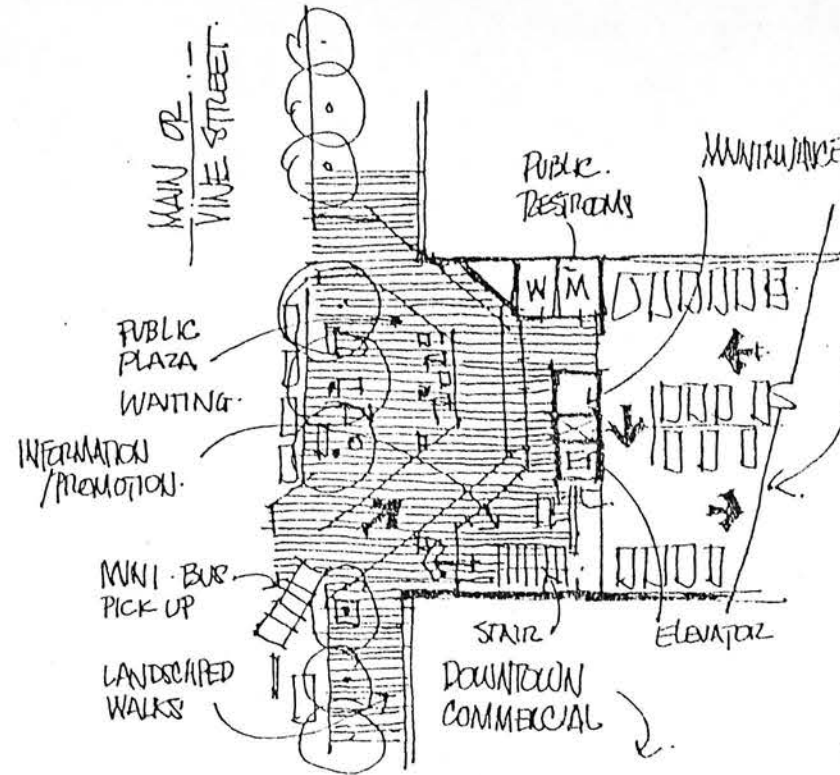 MAIN OR
VINE STREET
PUBLIC
RESTROOMS
MAINTENANCE
W M
PUBLIC
PLAZA
WAITING
INFORMATION
/PROMOTION
MINI-BUS
PICK UP
LANDSCAPED
WALKS
STAIR
ELEVATOR
DOWNTOWN
COMMERCIAL